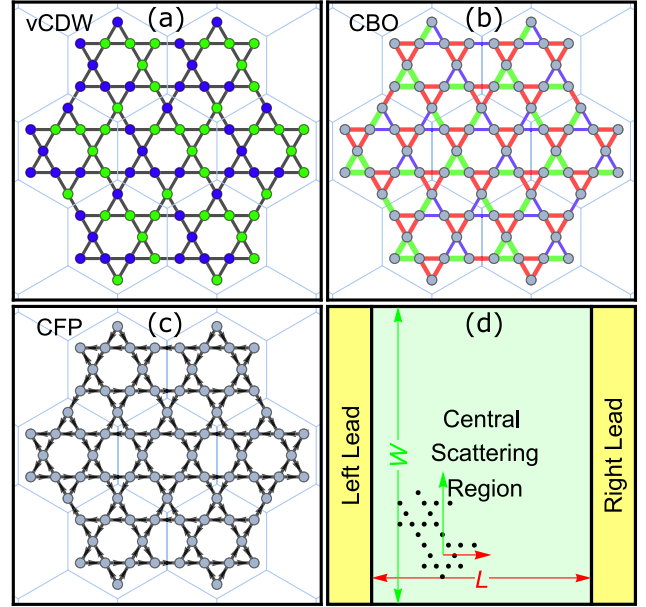 vCDW (a)
CBO (b)
CFP (c)
(d)
Left Lead
W
Central
Scattering
Region
L
Right Lead